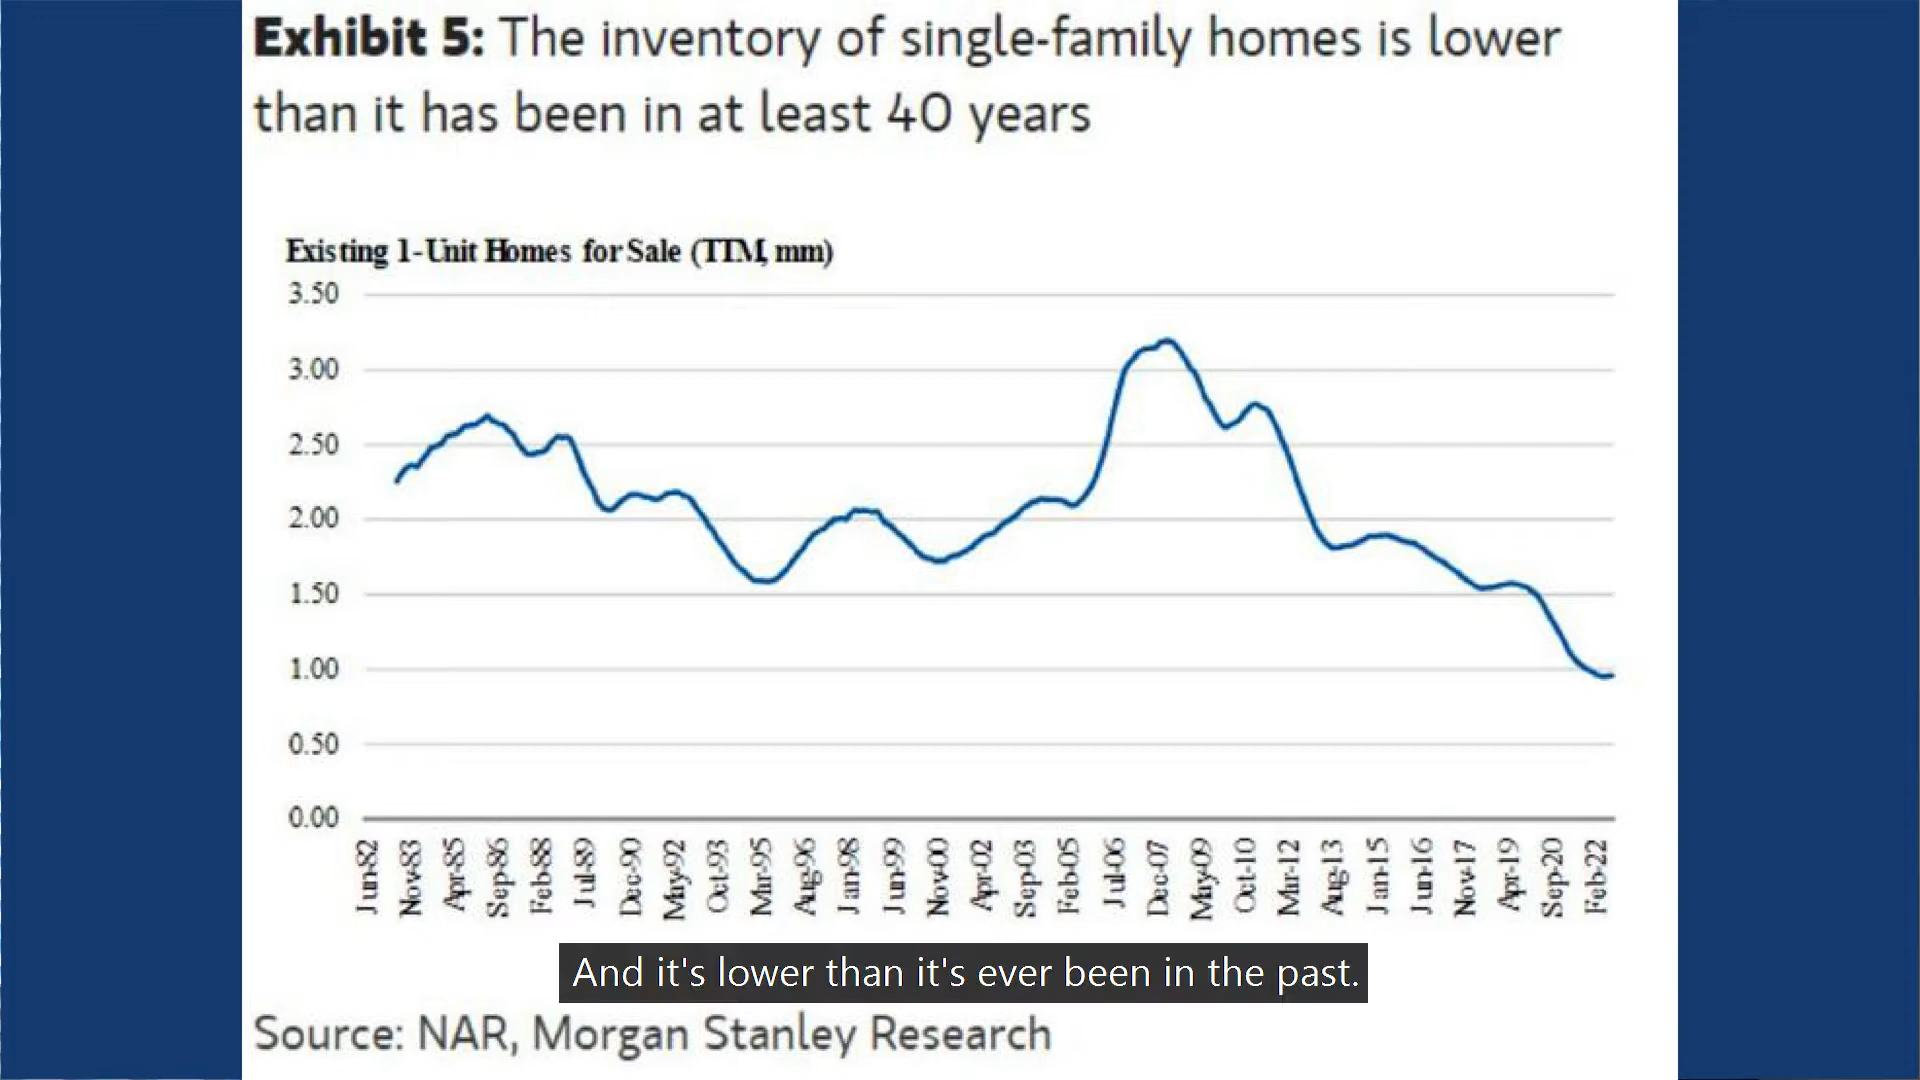 Exhibit 5: The inventory of single-family homes is lower
than it has been in at least 40 years
Existing 1-Unit Homes for Sale (TTM, mm)
3.50
3.00
2.50
2.00
1.50
1.00
0.50
0.00
Jun-82
Nov-83
Apr-85
Sep-86
Feb-88
Jul-89
Dec-90
May-92
Oct-93
Mar-95
Aug-96
Jan-98
Jun-99
Nov-00
Apr-02
Sep-03
Feb-05
Jul-06
Dec-07
May-09
Oct-10
Mar-12
Aug-13
Jan-15
Jun-16
Nov-17
Apr-19
Sep-20
Feb-22
And it's lower than it's ever been in the past.
Source: NAR, Morgan Stanley Research